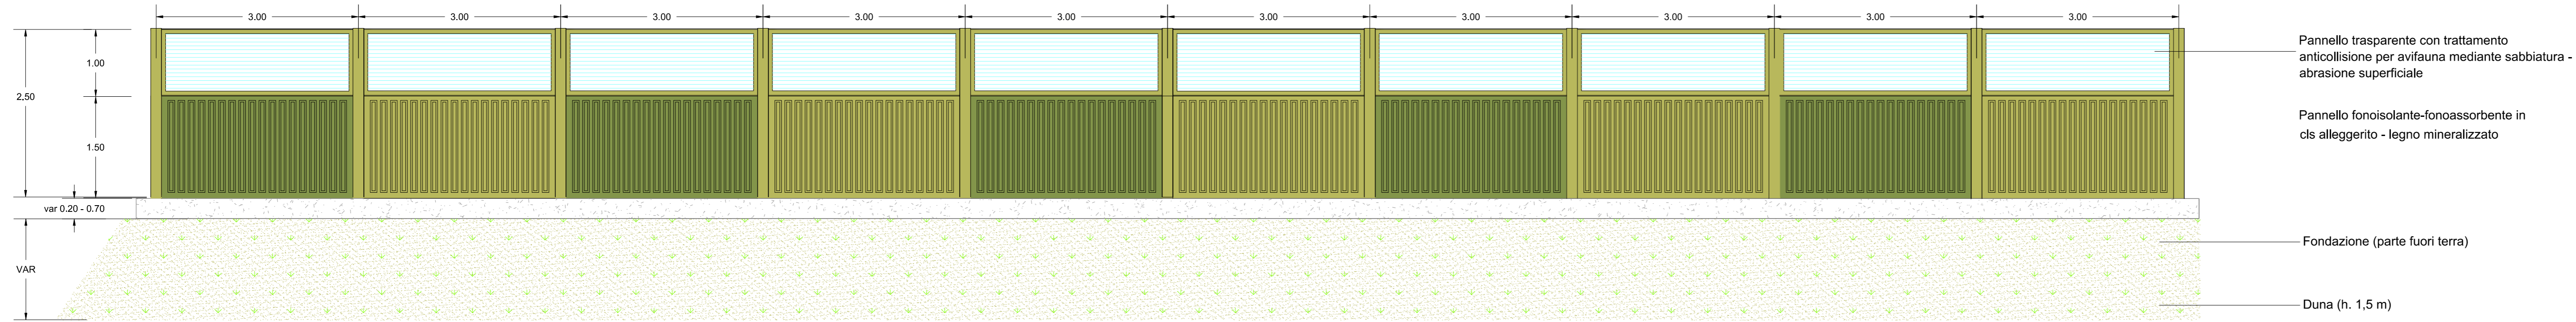 3.00 3.00 3.00 3.00 3.00 3.00 3.00 3.00 3.00 3.00
1.00
2.50
1.50
var 0.20 - 0.70
VAR
Pannello trasparente con trattamento
anticollisione per avifauna mediante sabbiatura -
abrasione superficiale
Pannello fonoisolante-fonoassorbente in
cls alleggerito - legno mineralizzato
Fondazione (parte fuori terra)
Duna (h. 1,5 m)